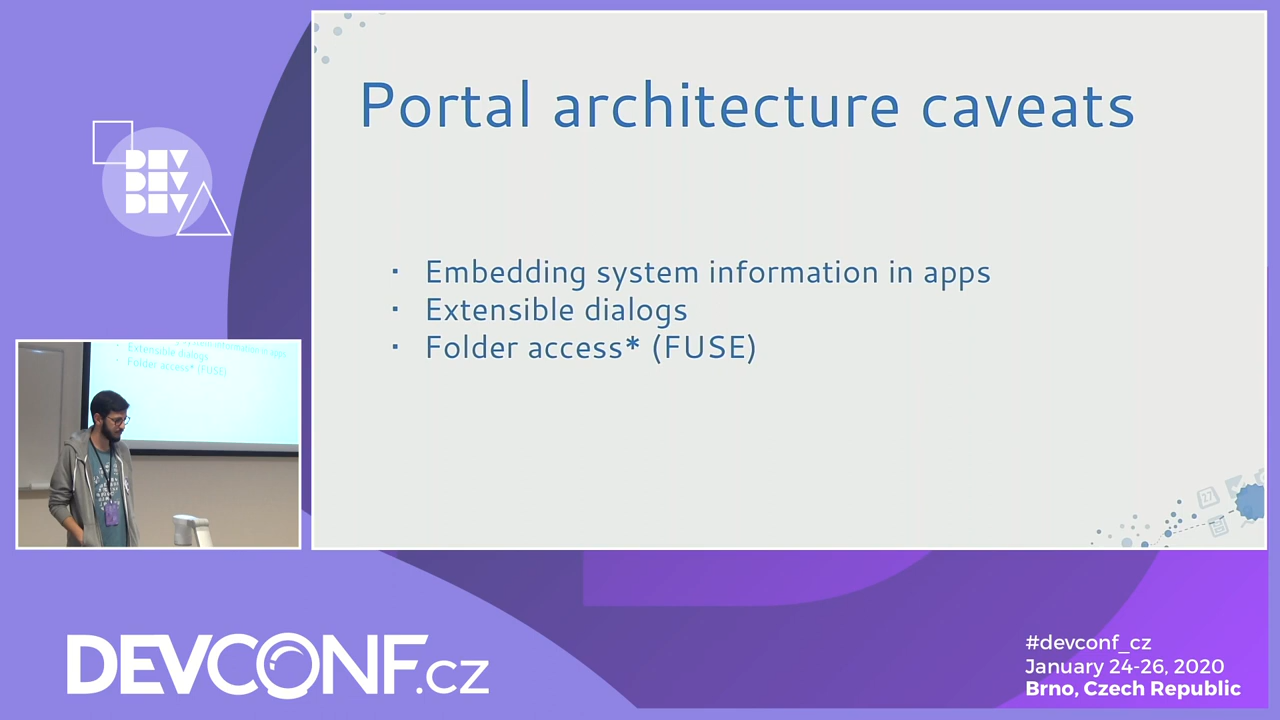 Portal architecture caveats
· Embedding system information in apps
· Extensible dialogs
· Folder access* (FUSE)
DEV
DEV
DEV
Extensible dialogs
Folder access* (FUSE)
27
DEVCONF.cz
#devconf_cz
January 24-26, 2020
Brno, Czech Republic